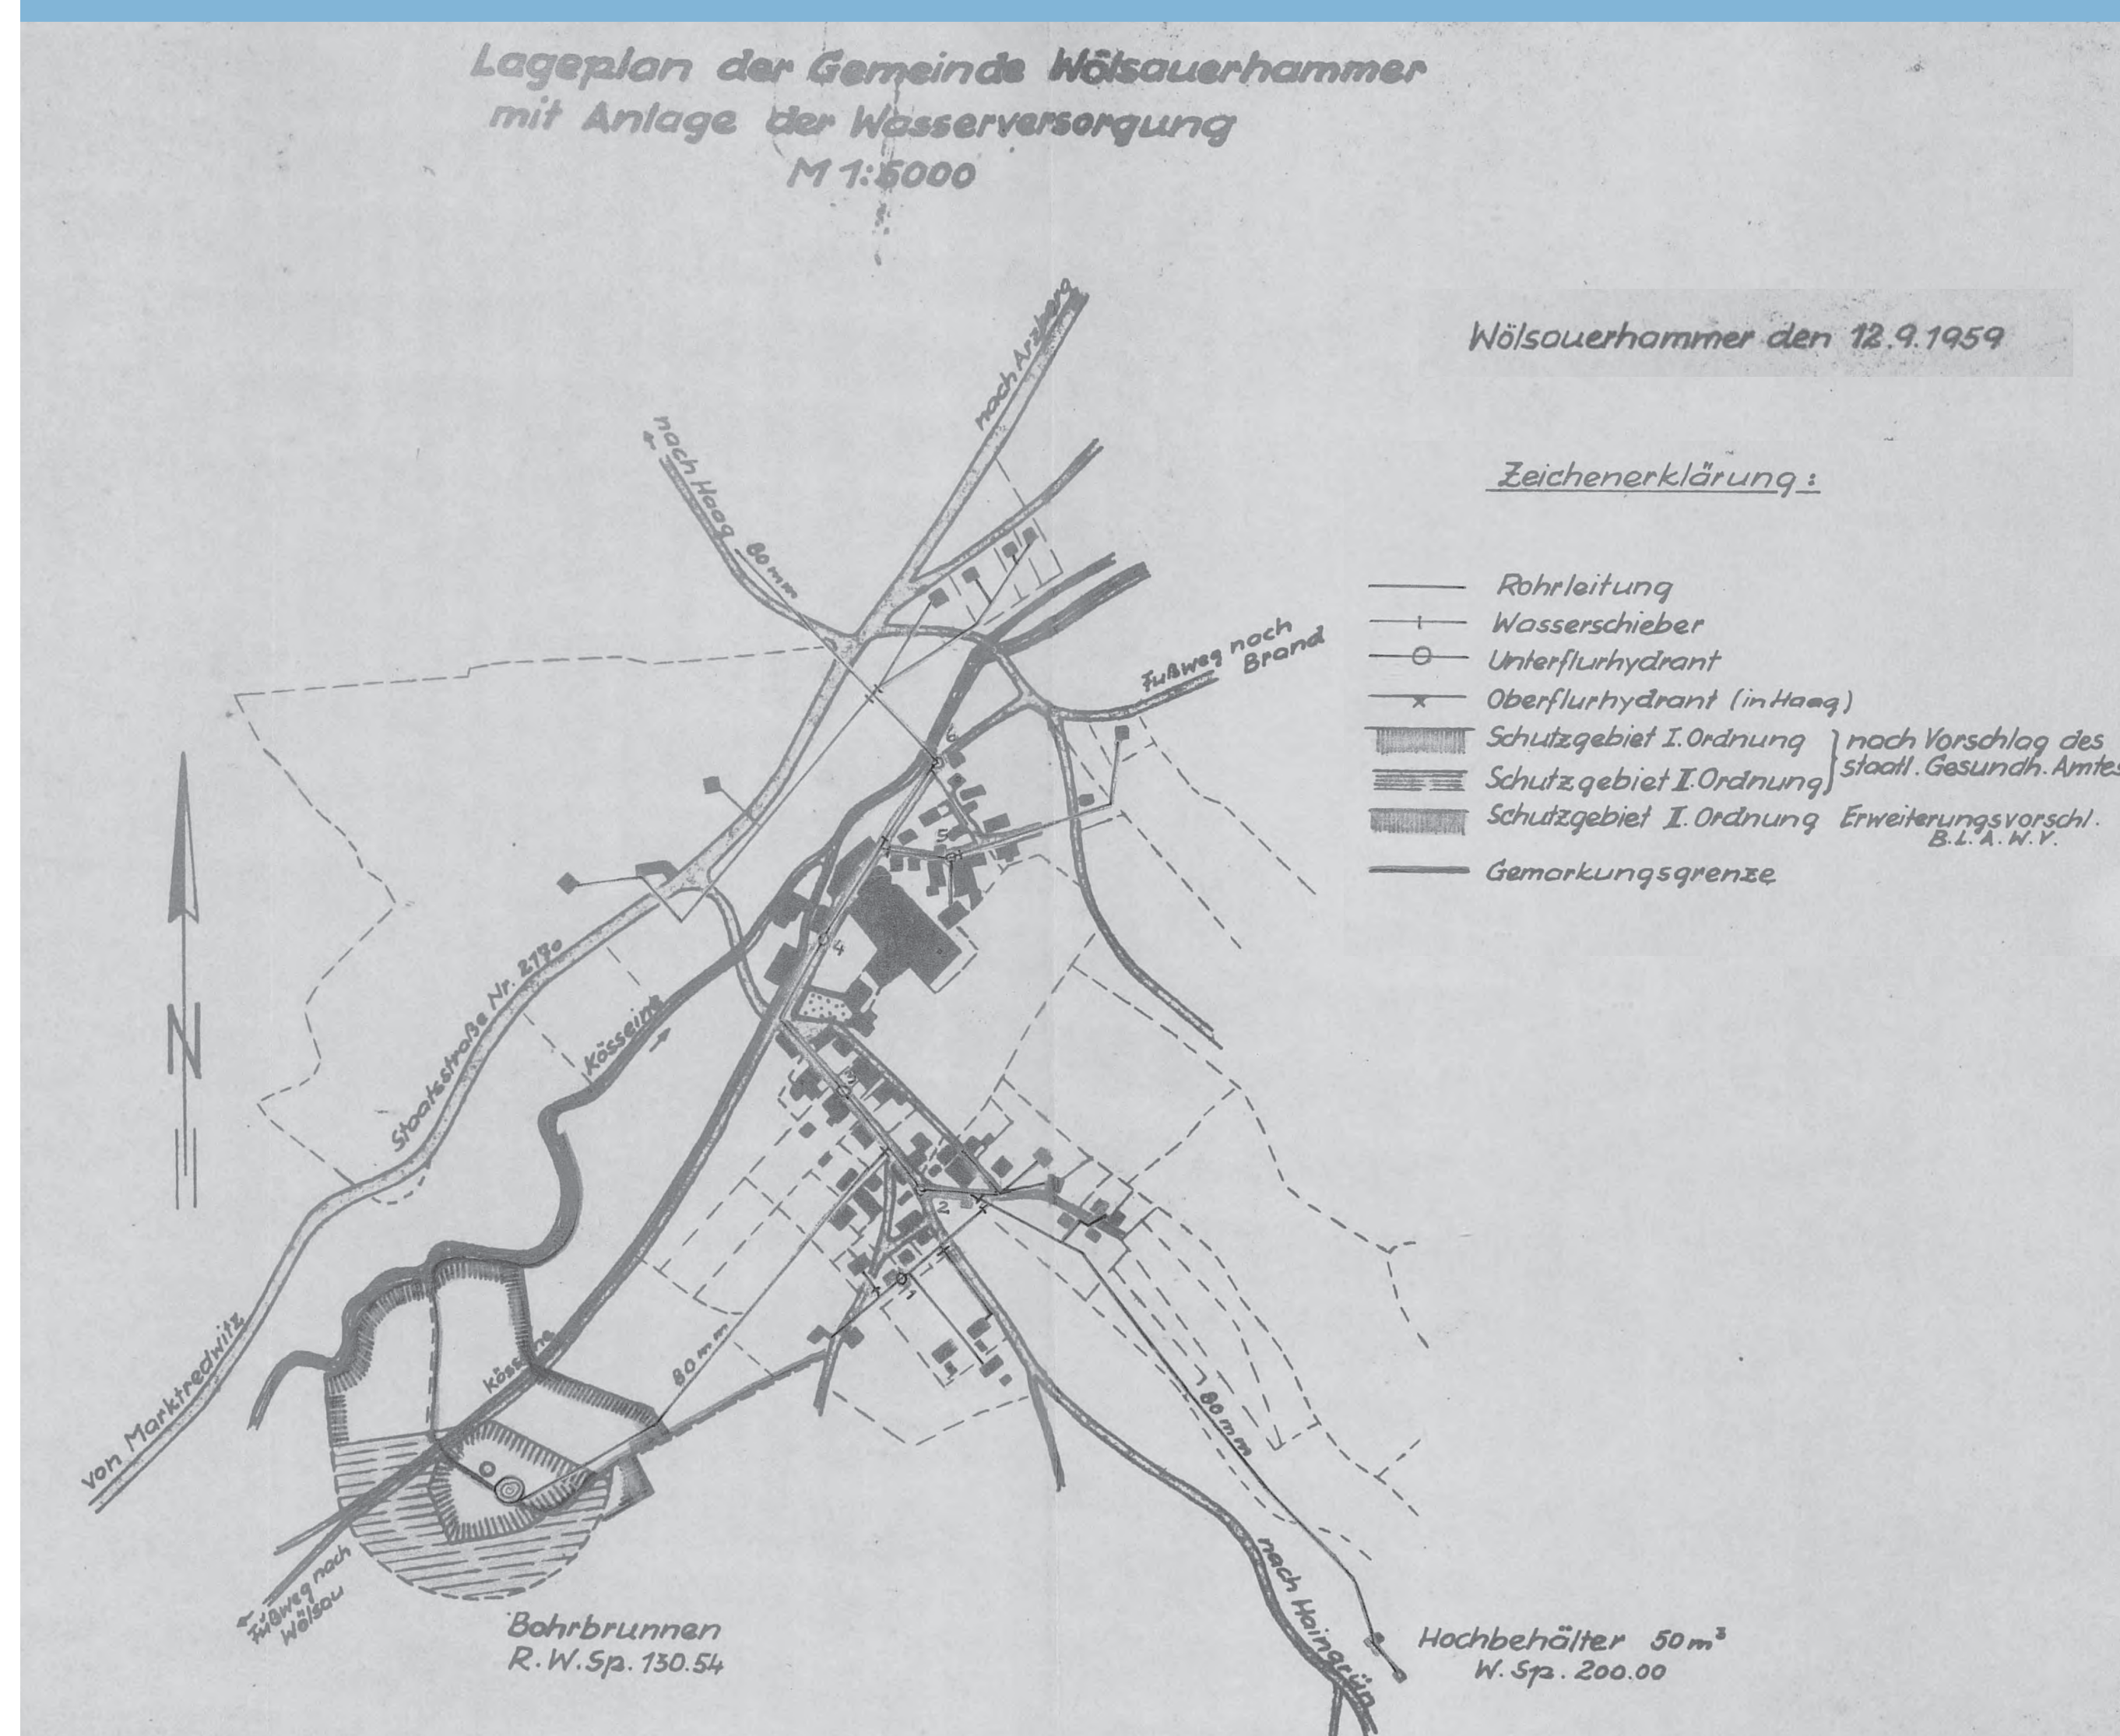 Lageplan der Gemeinde Wölsauerhammer
mit Anlage der Wasserversorgung
M 1:5000
Wölsauerhammer den 12.9.1959
Zeichenerklärung:
Rohrleitung
Wasserschieber
Unterflurhydrant
Oberflurhydrant (in Haag)
Schutzgebiet I. Ordnung } nach Vorschlag des
Schutzgebiet II. Ordnung } staatl. Gesundh. Amtes
Schutzgebiet II. Ordnung Erweiterungsvorschl.
B.L.A.W.V.
Gemarkungsgrenze
nach Arzberg
nach Haag
80 mm
Fußweg nach
Brand
6
5
4
N
Staatsstraße Nr.
Kösseine
3
2
1
von Marktredwitz
Kösseine
80 mm
80 mm
Fußweg nach
Wölsau
nach Haingrün
Bohrbrunnen
R.W.Sp. 130.54
Hochbehälter 50 m³
W.Sp. 200.00